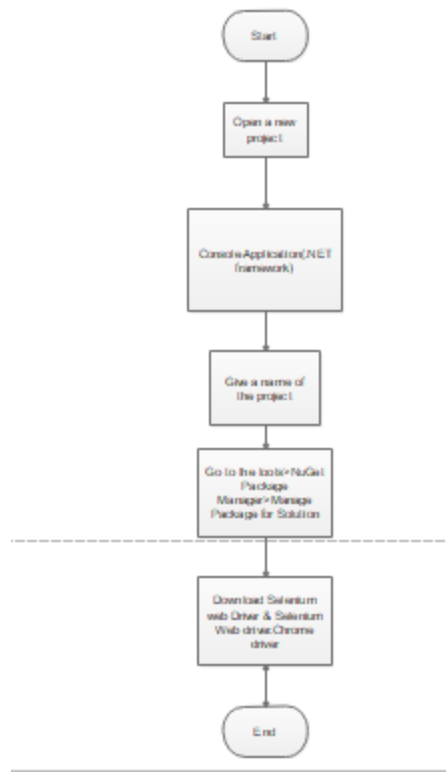 Start
Open a new
project
Console Application(.NET
framework)
Give a name of
the project
Go to the tools>NuGet
Package
Manager>Manage
Package for Solution
Download Selenium
web Driver & Selenium
Web driver.Chrome
driver
End